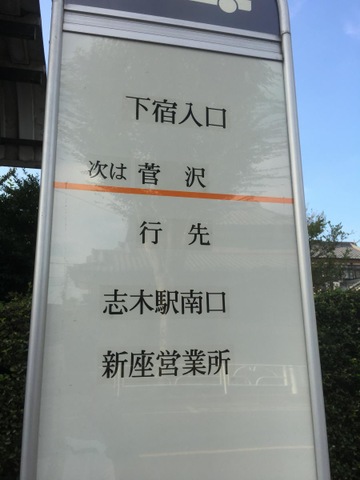 下宿入口
次は 菅沢
行先
志木駅南口
新座営業所